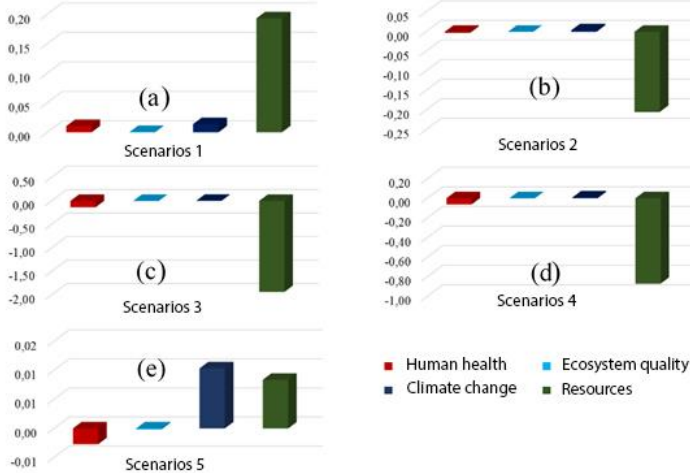 0,20
0,15
0,10
0,05
0,00
(a)
Scenarios 1
0,05
0,00
-0,05
-0,10
-0,15
-0,20
-0,25
(b)
Scenarios 2
0,50
0,00
-0,50
-1,00
-1,50
-2,00
(c)
Scenarios 3
0,20
0,00
-0,20
-0,40
-0,60
-0,80
-1,00
(d)
Scenarios 4
0,02
0,01
0,01
0,00
-0,01
(e)
Scenarios 5
Human health
Ecosystem quality
Climate change
Resources